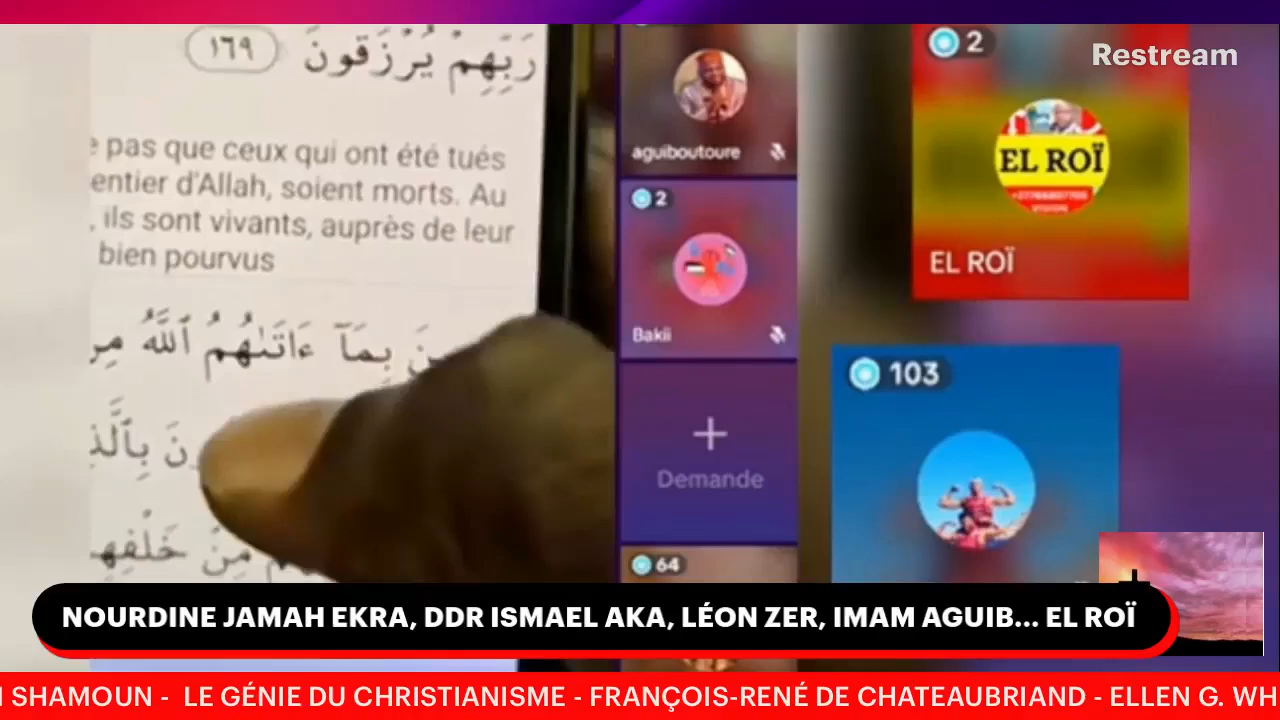 رَبِّهِمْ يُرْزَقُونَ ١٦٩
pas que ceux qui ont été tués
entier d'Allah, soient morts. Au
, ils sont vivants, auprès de leur
bien pourvus
بِمَآ ءَاتَىٰهُمُ ٱللَّهُ
مِنْ
aguiboutoure
2
Bakii
+
Demande
64
2
EL ROÏ
EL ROÏ
103
Restream
NOURDINE JAMAH EKRA, DDR ISMAEL AKA, LÉON ZER, IMAM AGUIB... EL ROÏ
SHAMOUN - LE GÉNIE DU CHRISTIANISME - FRANÇOIS-RENÉ DE CHATEAUBRIAND - ELLEN G. WH